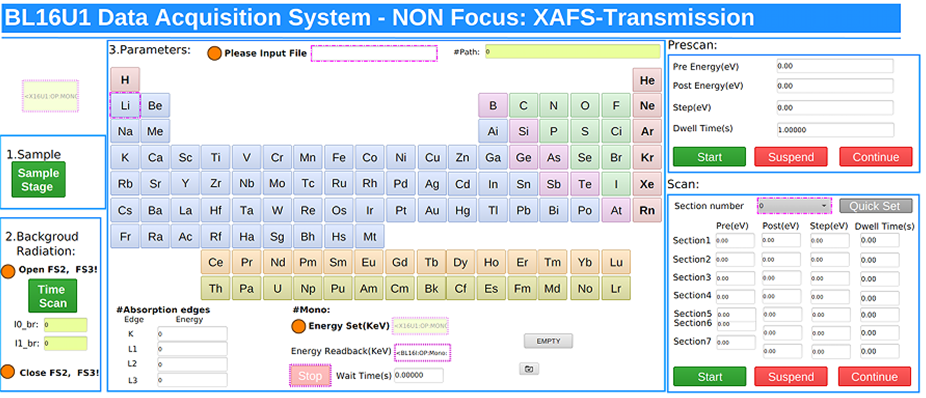 BL16U1 Data Acquisition System - NON Focus: XAFS-Transmission
<X16U1:OP:MONO
1.Sample
Sample
Stage
2.Backgroud
Radiation:
Open FS2, FS3!
Time
Scan
I0_br: 0
I1_br: 0
Close FS2, FS3!
3.Parameters: Please Input File #Path: 0
H He
Li Be B C N O F Ne
Na Me Ai Si P S Ci Ar
K Ca Sc Ti V Cr Mn Fe Co Ni Cu Zn Ga Ge As Se Br Kr
Rb Sr Y Zr Nb Mo Tc Ru Rh Pd Ag Cd In Sn Sb Te I Xe
Cs Ba La Hf Ta W Re Os Ir Pt Au Hg Tl Pb Bi Po At Rn
Fr Ra Ac Rf Ha Sg Bh Hs Mt
Ce Pr Nd Pm Sm Eu Gd Tb Dy Ho Er Tm Yb Lu
Th Pa U Np Pu Am Cm Bk Cf Es Fm Md No Lr
#Absorption edges
Edge Energy
K 0
L1 0
L2 0
L3 0
#Mono:
Energy Set(KeV) <X16U1:OP:MONO
Energy Readback(KeV) <BL16I:OP:Mono:
Stop Wait Time(s) 0.00000
EMPTY
Prescan:
Pre Energy(eV) 0.00
Post Energy(eV) 0.00
Step(eV) 0.00
Dwell Time(s) 1.00000
Start Suspend Continue
Scan:
Section number 0 Quick Set
Pre(eV) Post(eV) Step(eV) Dwell Time(s)
Section1 0.00 0.00 0.00 0.00
Section2 0.00 0.00 0.00 0.00
Section3 0.00 0.00 0.00 0.00
Section4 0.00 0.00 0.00 0.00
Section5 0.00 0.00 0.00 0.00
Section6 0.00 0.00 0.00 0.00
Section7 0.00 0.00 0.00 0.00
Start Suspend Continue